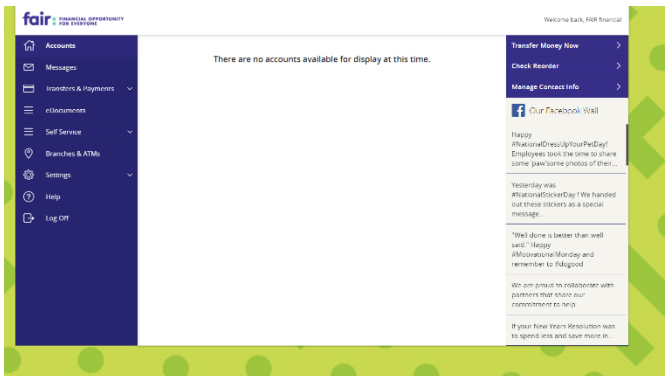 fair: FINANCIAL OPPORTUNITY
FOR EVERYONE
Welcome back, FAIR financial
Accounts
Messages
Transfers & Payments
eDocuments
Self Service
Branches & ATMs
Settings
Help
Log Off
There are no accounts available for display at this time.
Transfer Money Now
Check Reorder
Manage Contact Info
Our Facebook Wall
Happy
#NationalDressUpYourPetDay!
Employees took the time to share
some 'paw'some photos of their...
Yesterday was
#NationalStickerDay ! We handed
out these stickers as a special
message...
"Well done is better than well
said." Happy
#MotivationalMonday and
remember to #dogood
We are proud to collaborate with
partners that share our
commitment to help...
If your New Years Resolution was
to spend less and save more in...